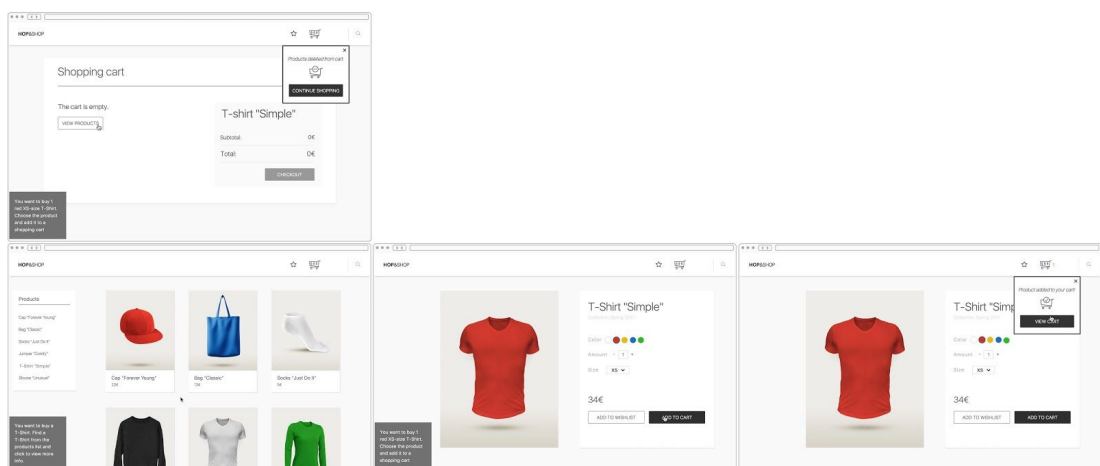 HOP&SHOP
×
Products deleted from cart
CONTINUE SHOPPING
Shopping cart
The cart is empty.
VIEW PRODUCTS
T-shirt "Simple"
Subtotal: 0€
Total: 0€
CHECKOUT
You want to buy 1
red XS-size T-Shirt.
Choose the product
and add it to a
shopping cart
HOP&SHOP
Products
Cap "Forever Young"
Bag "Classic"
Socks "Just Do It"
Jumper "Comfy"
T-Shirt "Simple"
Blouse "Unusual"
Cap "Forever Young"
Bag "Classic"
Socks "Just Do It"
You want to buy a
T-Shirt. Find a
T-Shirt from the
products list and
click to view more
info.
HOP&SHOP
T-Shirt "Simple"
Color
Amount - 1 +
Size XS
34€
ADD TO WISHLIST
ADD TO CART
You want to buy 1
red XS-size T-Shirt.
Choose the product
and add it to a
shopping cart
HOP&SHOP
1
×
Product added to your cart!
VIEW CART
T-Shirt "Simp
Color
Amount - 1 +
Size XS
34€
ADD TO WISHLIST
ADD TO CART